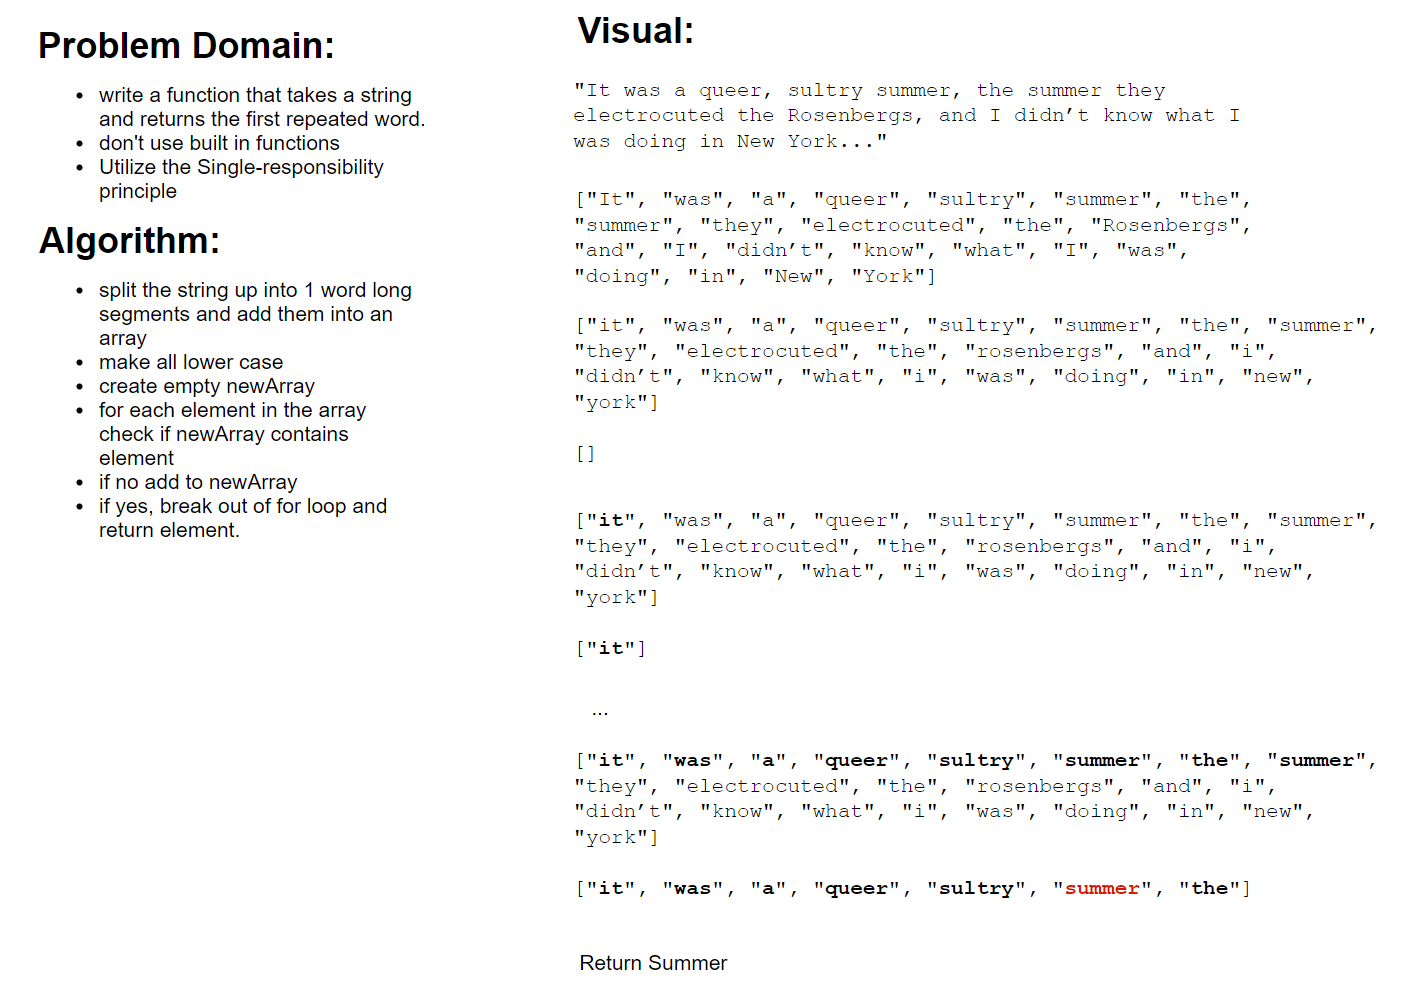 Problem Domain:
• write a function that takes a string
and returns the first repeated word.
• don't use built in functions
• Utilize the Single-responsibility
principle
Algorithm:
• split the string up into 1 word long
segments and add them into an
array
• make all lower case
• create empty newArray
• for each element in the array
check if newArray contains
element
• if no add to newArray
• if yes, break out of for loop and
return element.
Visual:
"It was a queer, sultry summer, the summer they
electrocuted the Rosenbergs, and I didn’t know what I
was doing in New York..."
["It", "was", "a", "queer", "sultry", "summer", "the",
"summer", "they", "electrocuted", "the", "Rosenbergs",
"and", "I", "didn’t", "know", "what", "I", "was",
"doing", "in", "New", "York"]
["it", "was", "a", "queer", "sultry", "summer", "the", "summer",
"they", "electrocuted", "the", "rosenbergs", "and", "i",
"didn’t", "know", "what", "i", "was", "doing", "in", "new",
"york"]
[]
["it", "was", "a", "queer", "sultry", "summer", "the", "summer",
"they", "electrocuted", "the", "rosenbergs", "and", "i",
"didn’t", "know", "what", "i", "was", "doing", "in", "new",
"york"]
["it"]
...
["it", "was", "a", "queer", "sultry", "summer", "the", "summer",
"they", "electrocuted", "the", "rosenbergs", "and", "i",
"didn’t", "know", "what", "i", "was", "doing", "in", "new",
"york"]
["it", "was", "a", "queer", "sultry", "summer", "the"]
Return Summer